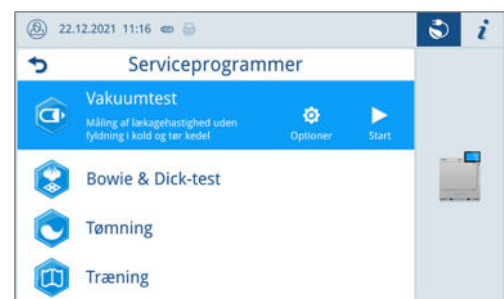 22.12.2021 11:16
i
Serviceprogrammer
Vakuumtest
Måling af lækagehastighed uden
fyldning i kold og tør kedel
Optioner
Start
Bowie & Dick-test
Tømning
Træning